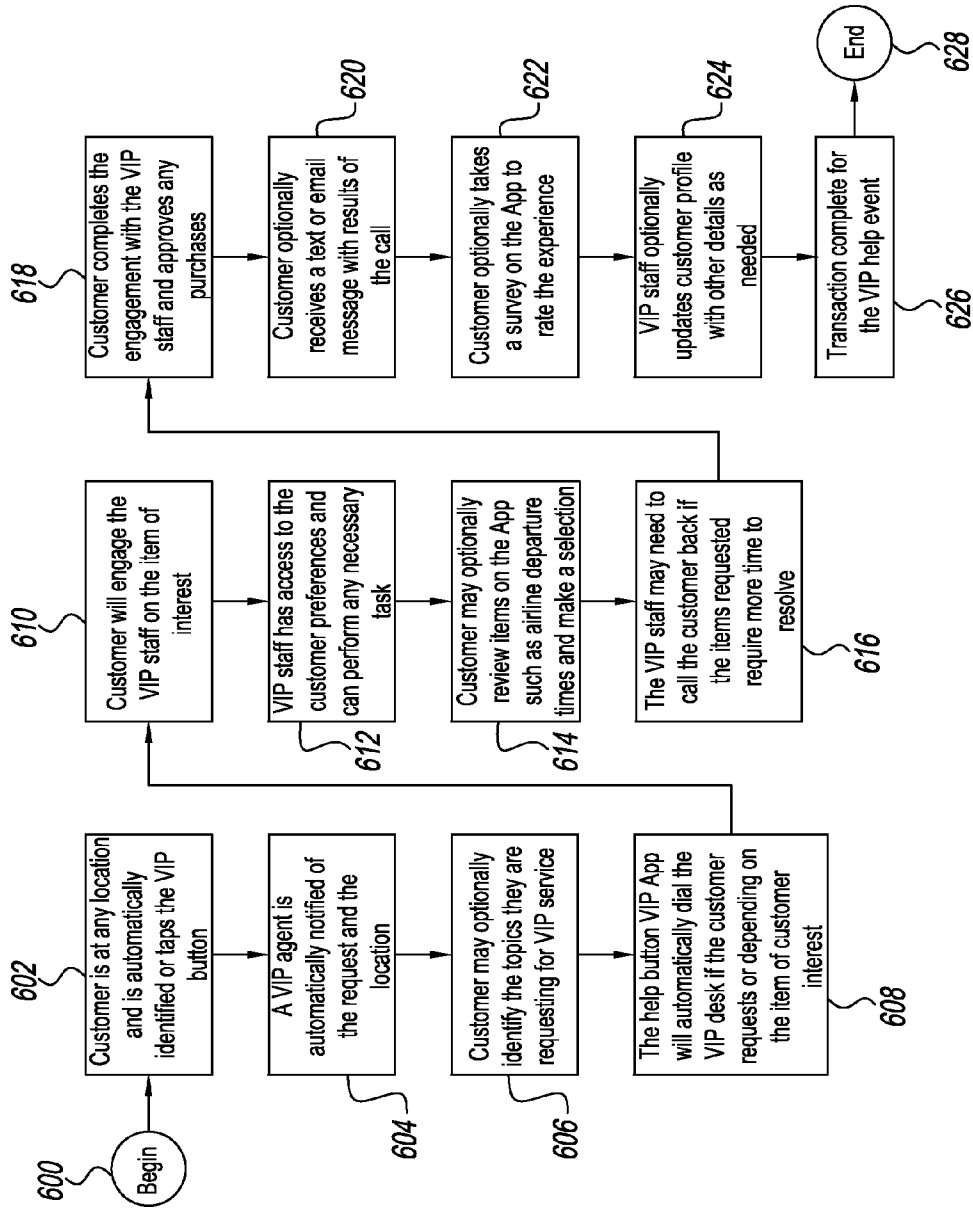 600
Begin
602
Customer is at any location
and is automatically
identified or taps the VIP
button
604
A VIP agent is
automatically notified of
the request and the
location
606
Customer may optionally
identify the topics they are
requesting for VIP service
608
The help button VIP App
will automatically dial the
VIP desk if the customer
requests or depending on
the item of customer
interest
610
Customer will engage the
VIP staff on the item of
interest
612
VIP staff has access to the
customer preferences and
can perform any necessary
task
614
Customer may optionally
review items on the App
such as airline departure
times and make a selection
616
The VIP staff may need to
call the customer back if
the items requested
require more time to
resolve
618
Customer completes the
engagement with the VIP
staff and approves any
purchases
620
Customer optionally
receives a text or email
message with results of
the call
622
Customer optionally takes
a survey on the App to
rate the experience
624
VIP staff optionally
updates customer profile
with other details as
needed
626
Transaction complete for
the VIP help event
End
628